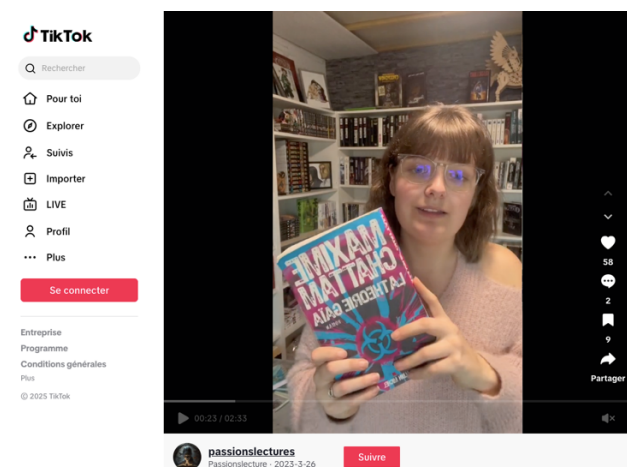 TikTok
Rechercher
Pour toi
Explorer
Suivis
Importer
LIVE
Profil
Plus
Se connecter
Entreprise
Programme
Conditions générales
Plus
© 2025 TikTok
MAXIME
CHATTAM
LA THÉORIE GAÏA
58
2
9
Partager
00:23 / 02:33
passionslectures
Passionslecture · 2023-3-26
Suivre